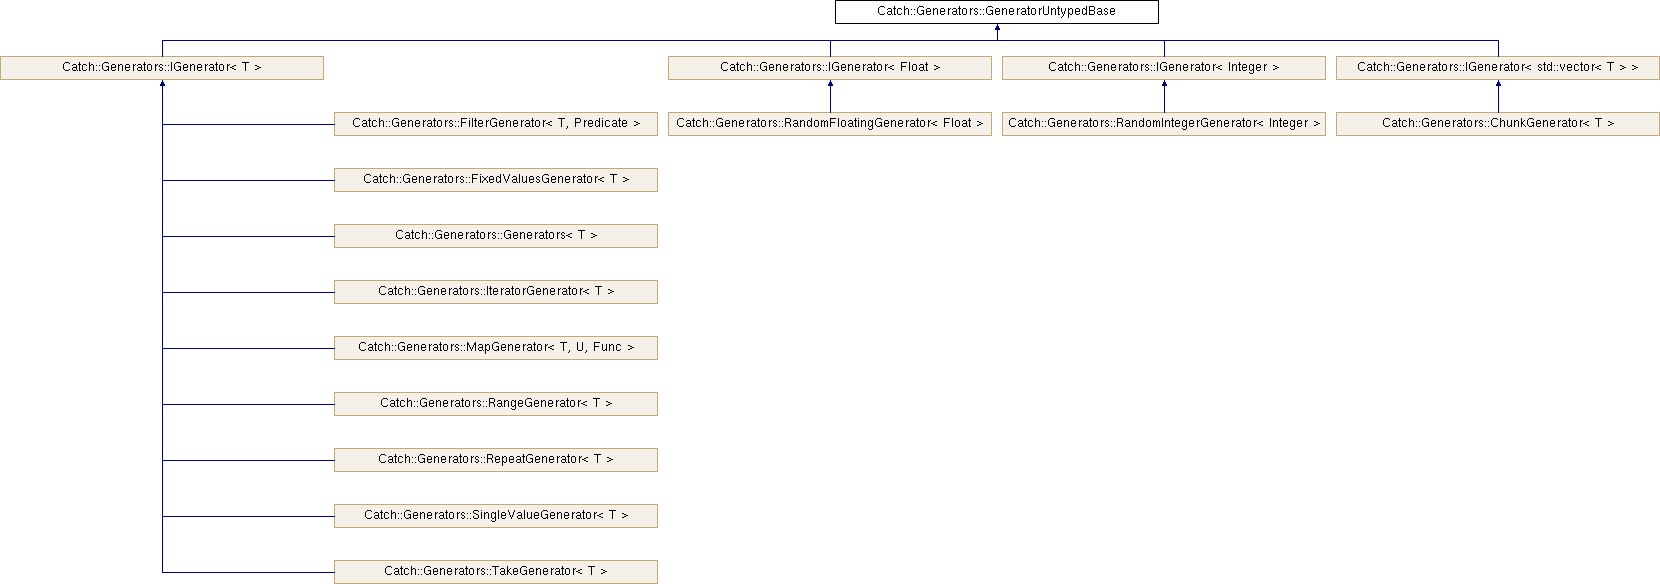 Catch::Generators::GeneratorUntypedBase
Catch::Generators::IGenerator< T >
Catch::Generators::IGenerator< Float >
Catch::Generators::IGenerator< Integer >
Catch::Generators::IGenerator< std::vector< T > >
Catch::Generators::FilterGenerator< T, Predicate >
Catch::Generators::RandomFloatingGenerator< Float >
Catch::Generators::RandomIntegerGenerator< Integer >
Catch::Generators::ChunkGenerator< T >
Catch::Generators::FixedValuesGenerator< T >
Catch::Generators::Generators< T >
Catch::Generators::IteratorGenerator< T >
Catch::Generators::MapGenerator< T, U, Func >
Catch::Generators::RangeGenerator< T >
Catch::Generators::RepeatGenerator< T >
Catch::Generators::SingleValueGenerator< T >
Catch::Generators::TakeGenerator< T >